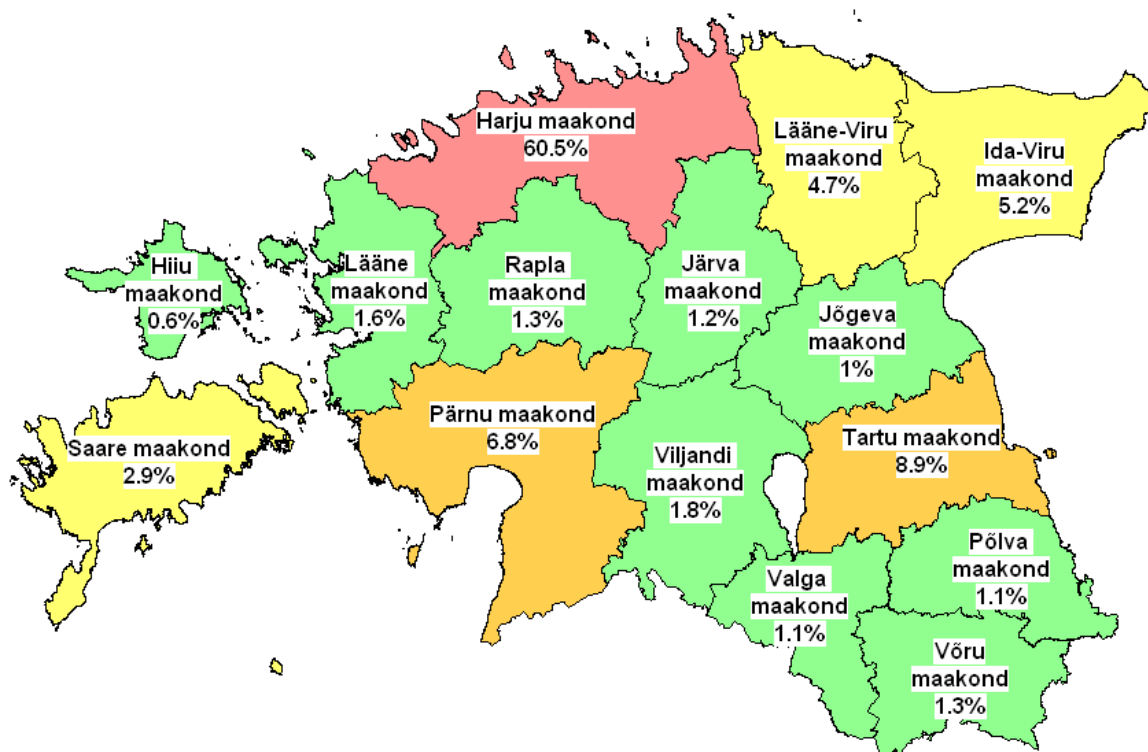 Harju maakond
60.5%
Lääne-Viru
maakond
4.7%
Ida-Viru
maakond
5.2%
Hiiu
maakond
0.6%
Lääne
maakond
1.6%
Rapla
maakond
1.3%
Järva
maakond
1.2%
Jõgeva
maakond
1%
Saare maakond
2.9%
Pärnu maakond
6.8%
Viljandi
maakond
1.8%
Tartu maakond
8.9%
Valga
maakond
1.1%
Põlva
maakond
1.1%
Võru
maakond
1.3%